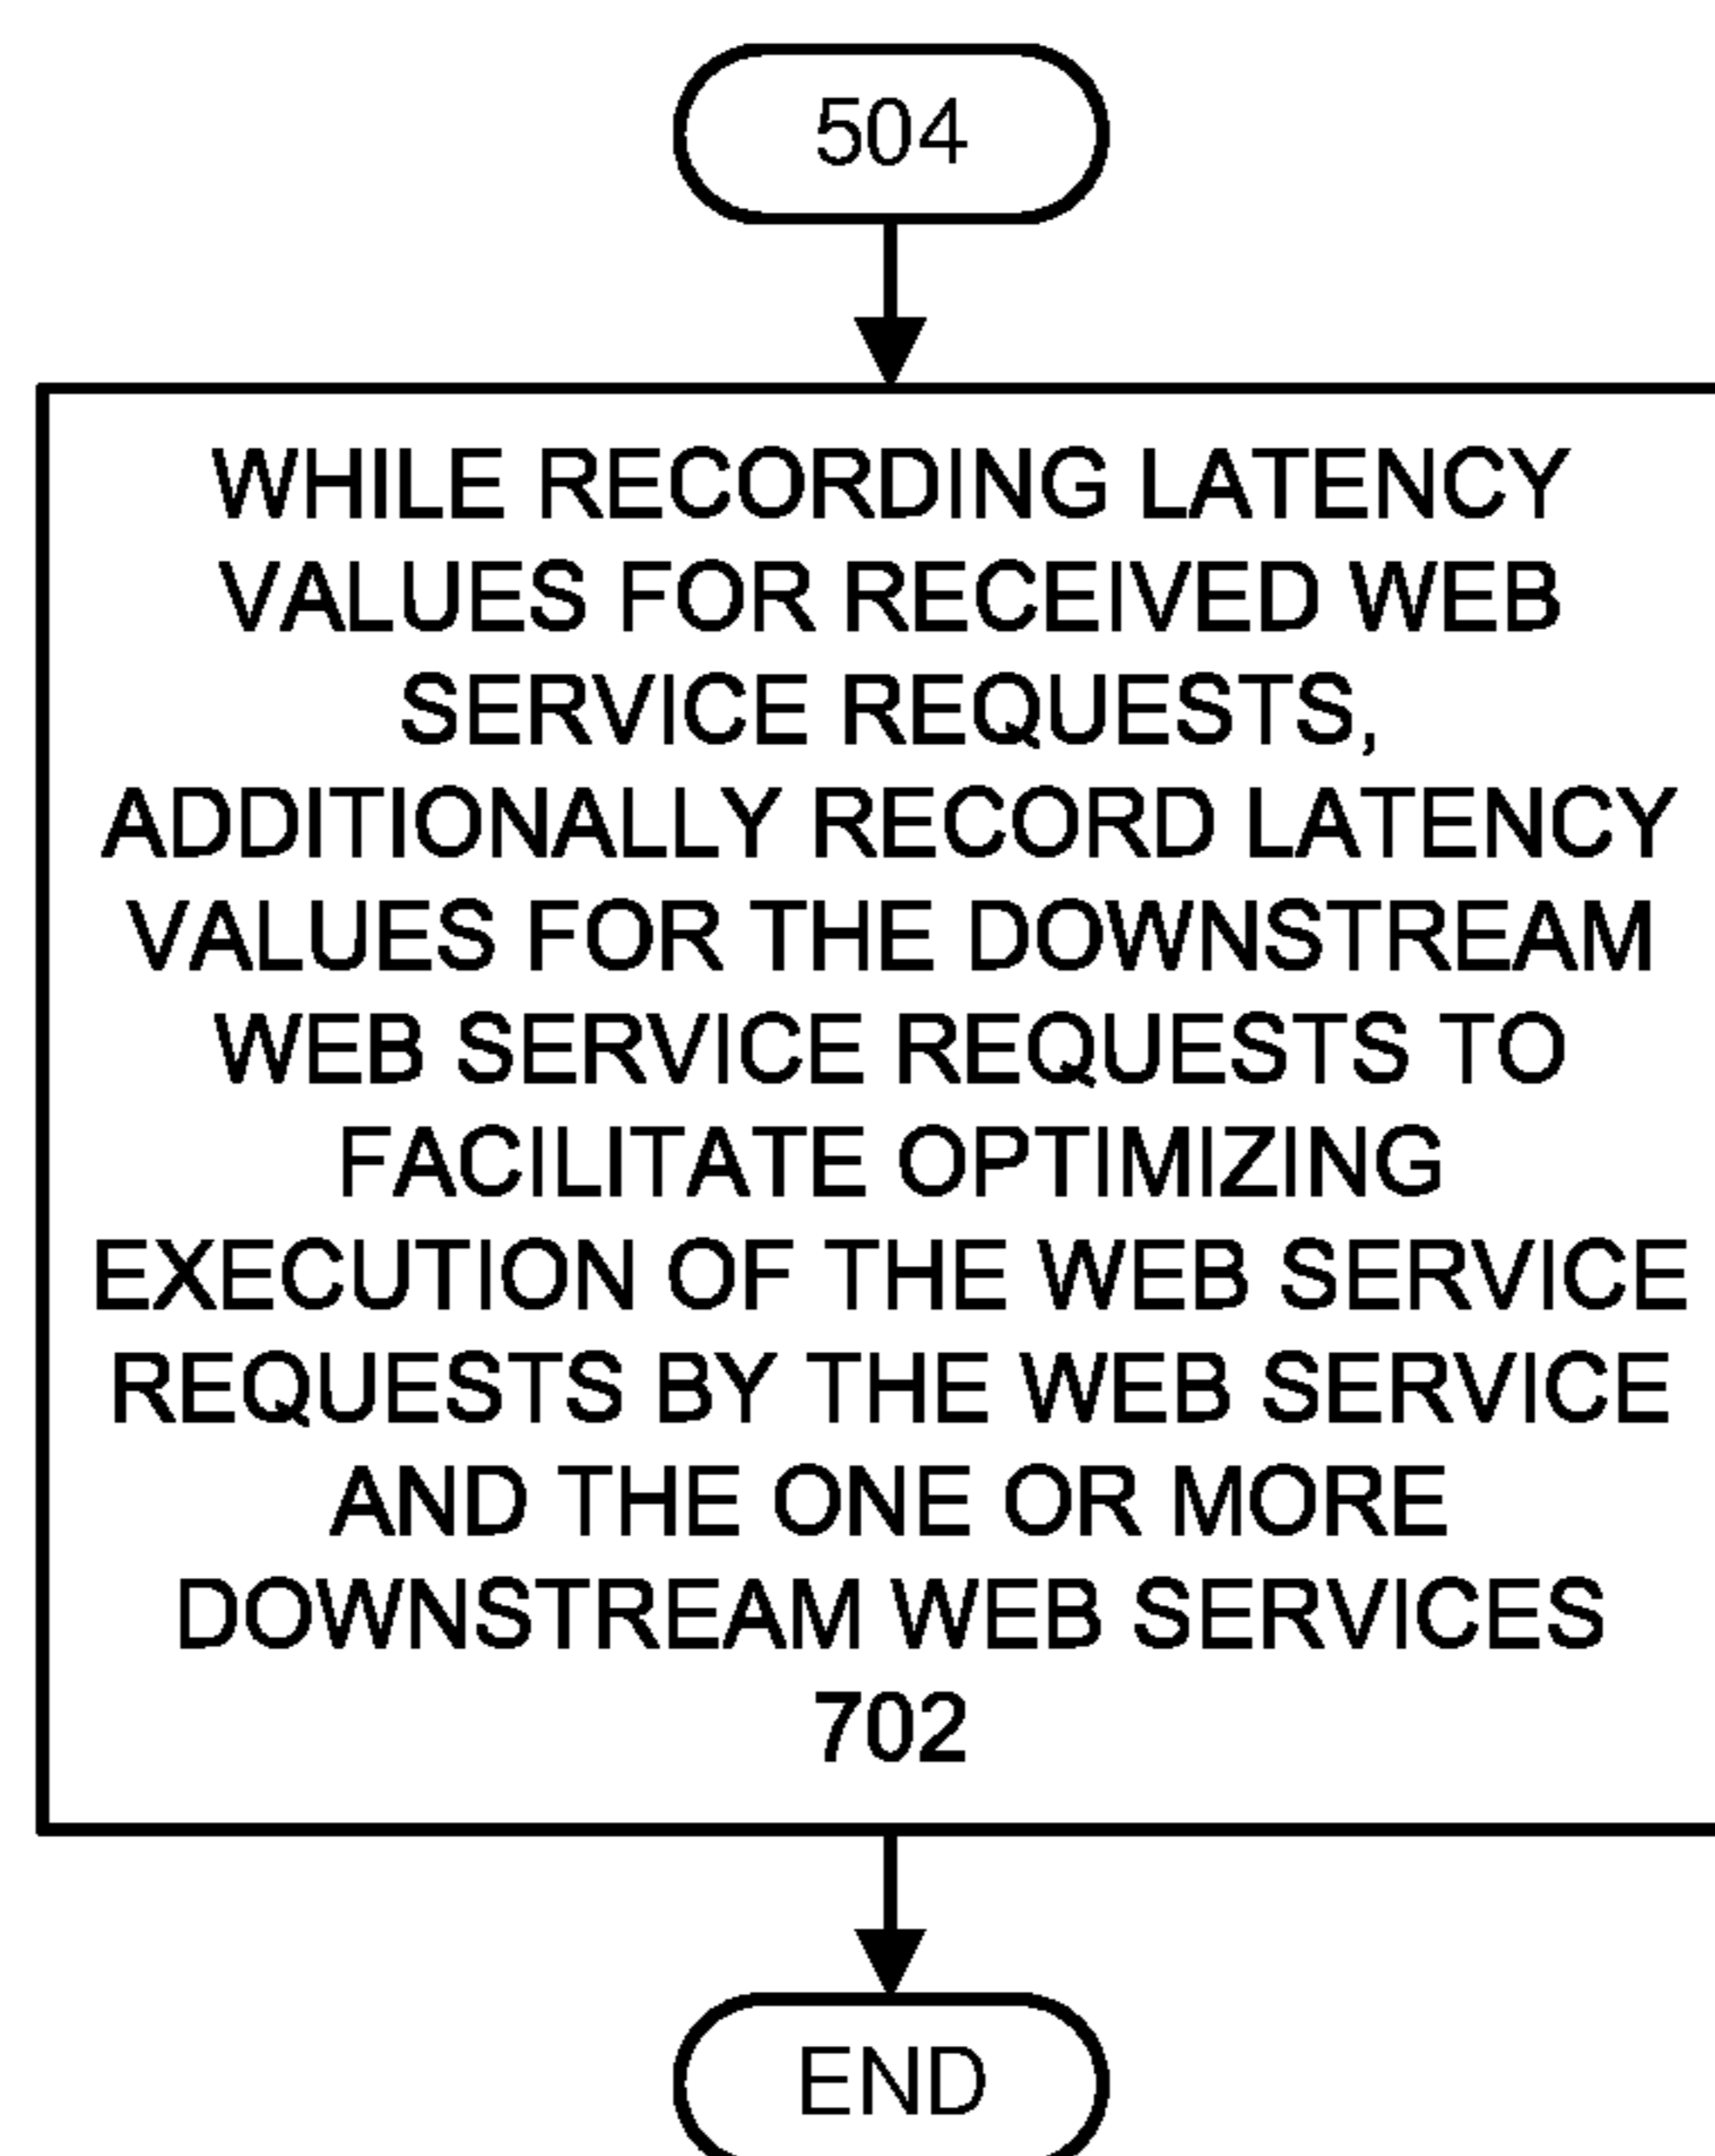 504
WHILE RECORDING LATENCY
VALUES FOR RECEIVED WEB
SERVICE REQUESTS,
ADDITIONALLY RECORD LATENCY
VALUES FOR THE DOWNSTREAM
WEB SERVICE REQUESTS TO
FACILITATE OPTIMIZING
EXECUTION OF THE WEB SERVICE
REQUESTS BY THE WEB SERVICE
AND THE ONE OR MORE
DOWNSTREAM WEB SERVICES
702
END